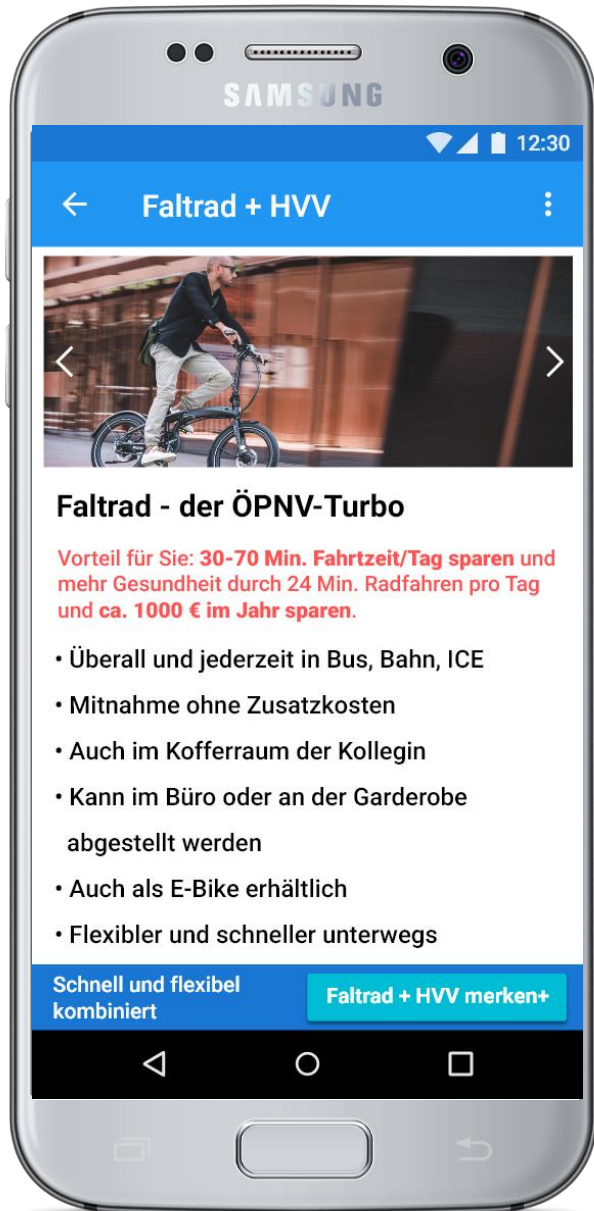 SAMSUNG
12:30
Faltrad + HVV
Faltrad - der ÖPNV-Turbo
Vorteil für Sie: 30-70 Min. Fahrtzeit/Tag sparen und
mehr Gesundheit durch 24 Min. Radfahren pro Tag
und ca. 1000 € im Jahr sparen.
• Überall und jederzeit in Bus, Bahn, ICE
• Mitnahme ohne Zusatzkosten
• Auch im Kofferraum der Kollegin
• Kann im Büro oder an der Garderobe
abgestellt werden
• Auch als E-Bike erhältlich
• Flexibler und schneller unterwegs
Schnell und flexibel
kombiniert
Faltrad + HVV merken+